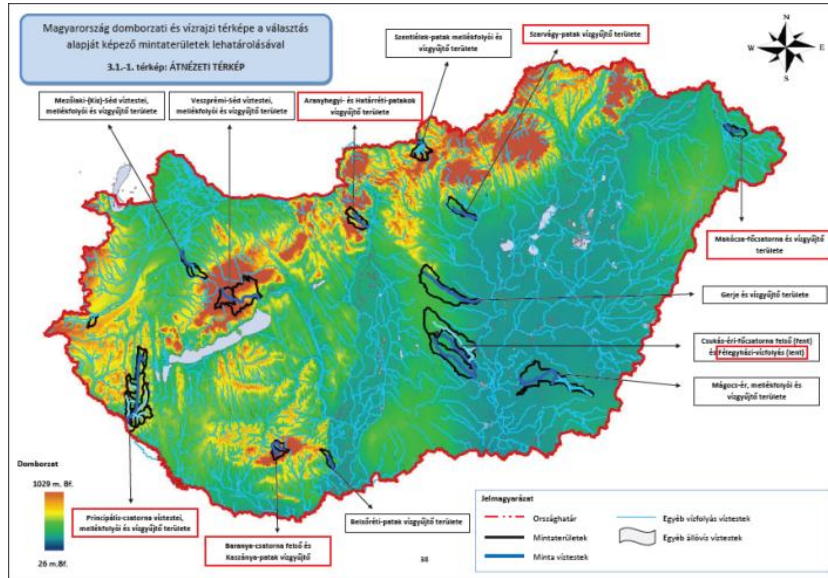 Magyarország domborzati és vízrajzi térképe a választás
alapját képező mintaterületek lehatárolásával
3.1.-1. térkép: ÁTNÉZETI TÉRKÉP
Szentlélek-patak mellékfolyói és
vízgyűjtő területe
Szarvágy-patak vízgyűjtő területe
N
W
E
S
Mezőlaki-(Kis)-Séd víztestei,
mellékfolyói és vízgyűjtő területe
Veszprémi-Séd víztestei,
mellékfolyói és vízgyűjtő területe
Aranyhegyi- és Határréti-patakok
vízgyűjtő területe
Makócsa-főcsatorna és vízgyűjtő
területe
Gerje és vízgyűjtő területe
Csukás-éri-főcsatorna felső (fent)
és Félegyházi-vízfolyás (lent)
Mágocs-ér, mellékfolyói és
vízgyűjtő területe
Domborzat
1029 m. Bf.
26 m.Bf.
Principális-csatorna víztestei,
mellékfolyói és vízgyűjtő területe
Baranya-csatorna felső és
Kaszánya-patak vízgyűjtő
Belsőréti-patak vízgyűjtő területe
38
Jelmagyarázat
Országhatár
Mintaterületek
Minta víztestek
Egyéb vízfolyás víztestek
Egyéb állóvíz víztestek